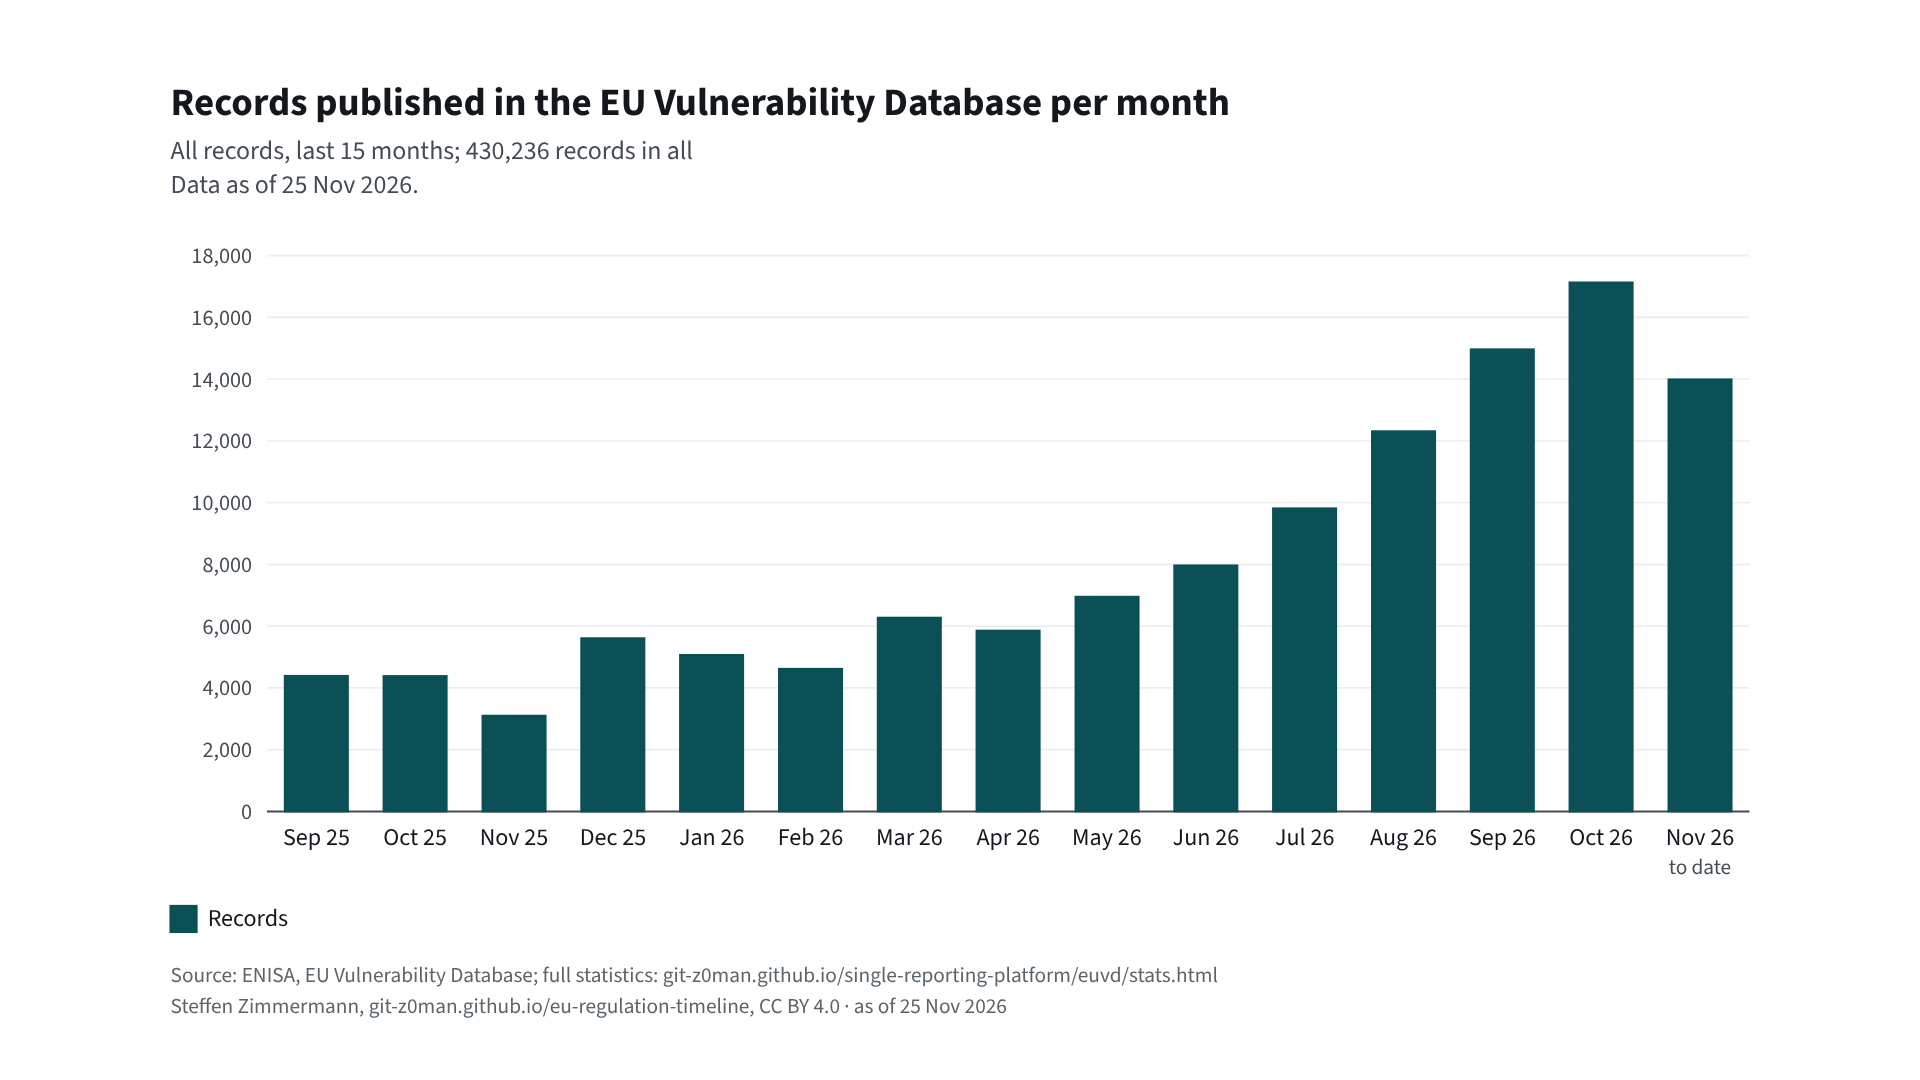 Records published in the EU Vulnerability Database per month
All records, last 15 months; 430,236 records in all
Data as of 25 Nov 2026.
18,000
16,000
14,000
12,000
10,000
8,000
6,000
4,000
2,000
0
Sep 25 Oct 25 Nov 25 Dec 25 Jan 26 Feb 26 Mar 26 Apr 26 May 26 Jun 26 Jul 26 Aug 26 Sep 26 Oct 26 Nov 26
to date
Records
Source: ENISA, EU Vulnerability Database; full statistics: git-z0man.github.io/single-reporting-platform/euvd/stats.html
Steffen Zimmermann, git-z0man.github.io/eu-regulation-timeline, CC BY 4.0 · as of 25 Nov 2026